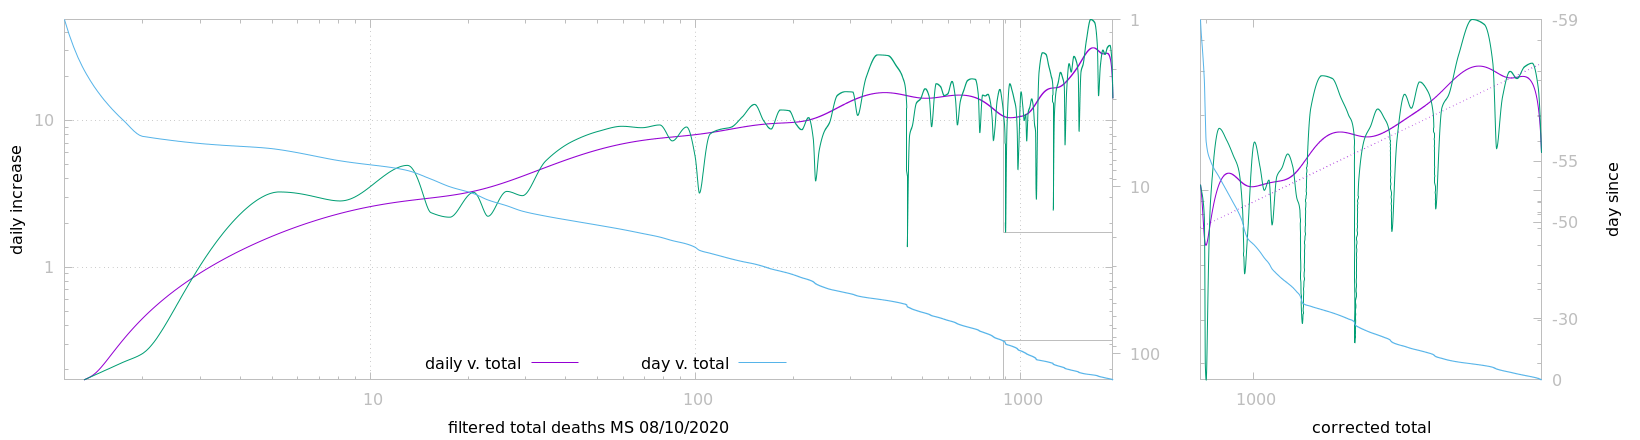 1
-59
10
-55
10
-50
daily increase
day since
1
-30
daily v. total
day v. total
100
0
10
100
1000
1000
filtered total deaths MS 08/10/2020
corrected total